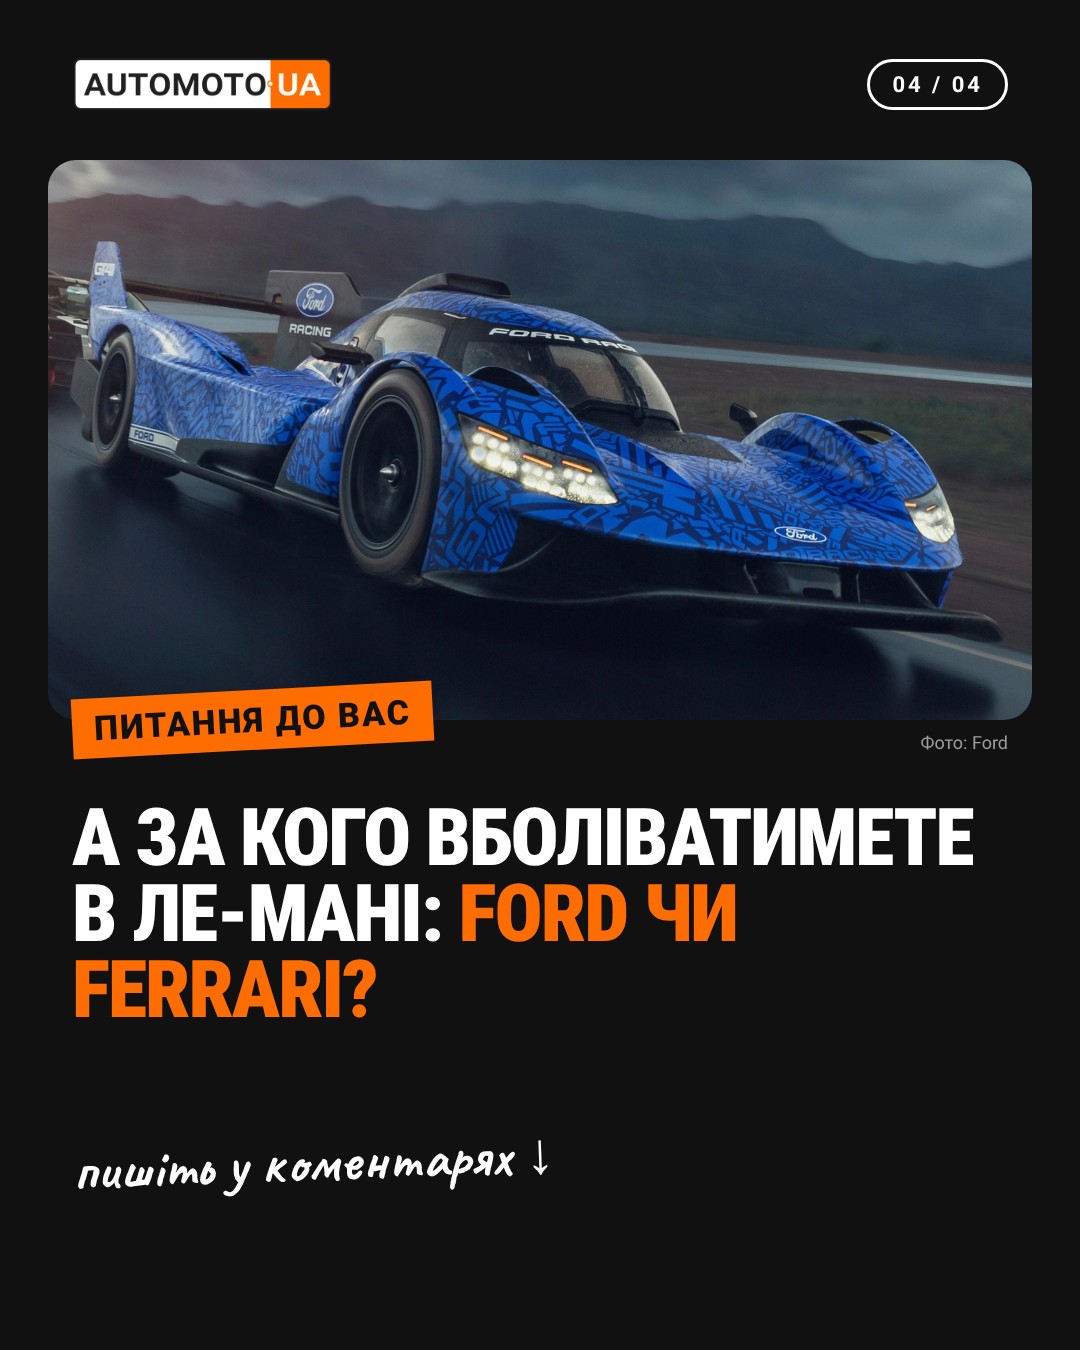 AUTOMOTO UA
04 / 04
Ford
RACING
FORD RAC
FORD
Ford
ПИТАННЯ ДО ВАС
Фото: Ford
А ЗА КОГО ВБОЛІВАТИМЕТЕ
В ЛЕ-МАНІ: FORD ЧИ
FERRARI?
пишіть у коментарях ↓